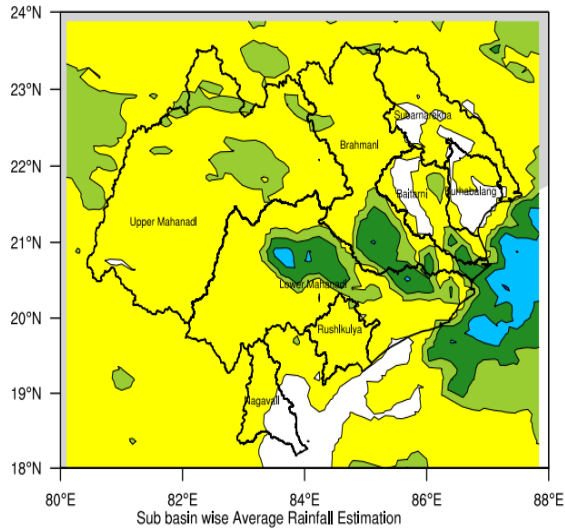 24°N
23°N
22°N
21°N
20°N
19°N
18°N
Subarnarekha
Brahmani
Baitarni
Burhabalang
Upper Mahanadi
Lower Mahanadi
Rushlkulya
Nagavali
80°E 82°E 84°E 86°E 88°E
Sub basin wise Average Rainfall Estimation